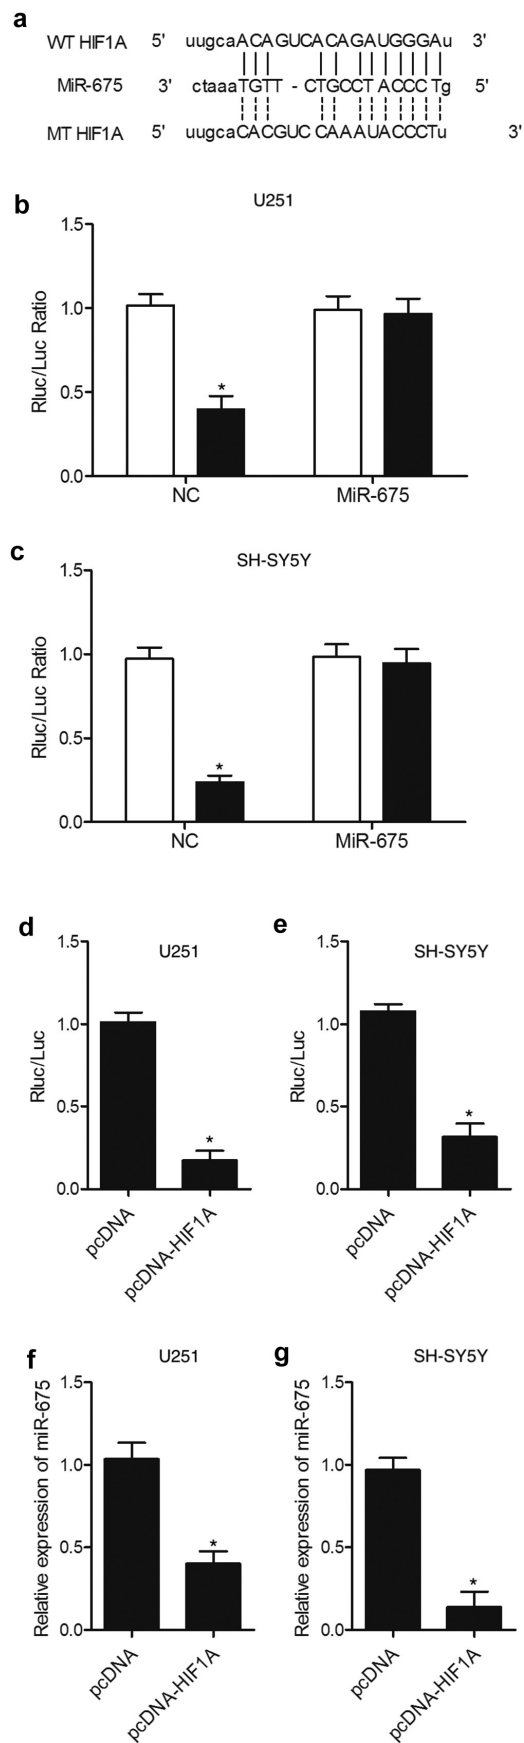 a
WT HIF1A 5' uugcaACAGUCACAGAUGGGAu 3'
MiR-675 3' ctaaaTGTT - CTGCCT ACCC Tg 5'
MT HIF1A 5' uugcaCACGUC CAAAUACCCTu 3'
b
U251
Rluc/Luc Ratio
1.5
1.0
*
0.5
0.0
NC MiR-675
c
SH-SY5Y
Rluc/Luc Ratio
1.5
1.0
0.5
*
0.0
NC MiR-675
d
U251
Rluc/Luc
1.5
1.0
0.5
*
0.0
pcDNA
pcDNA-HIF1A
e
SH-SY5Y
Rluc/Luc
1.5
1.0
0.5
*
0.0
pcDNA
pcDNA-HIF1A
f
U251
Relative expression of miR-675
1.5
1.0
0.5
*
0.0
pcDNA
pcDNA-HIF1A
g
SH-SY5Y
Relative expression of miR-675
1.5
1.0
0.5
*
0.0
pcDNA
pcDNA-HIF1A